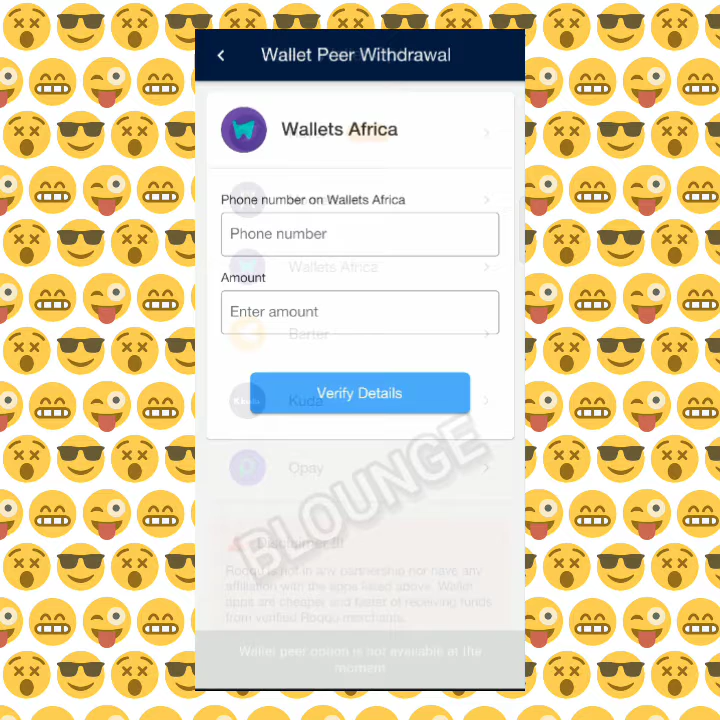 Wallet Peer Withdrawal
Wallets Africa
Phone number on Wallets Africa
Phone number
Wallets Africa
Amount
Enter amount
Barter
Verify Details
Kuda
Opay
BLOUNGE
Disclaimer !!!
Roqqu is not in any partnership nor have any
affiliation with the apps listed above. Wallet
apps are cheaper and faster of receiving funds
from verified Roqqu merchants.
Wallet peer option is not available at the
moment